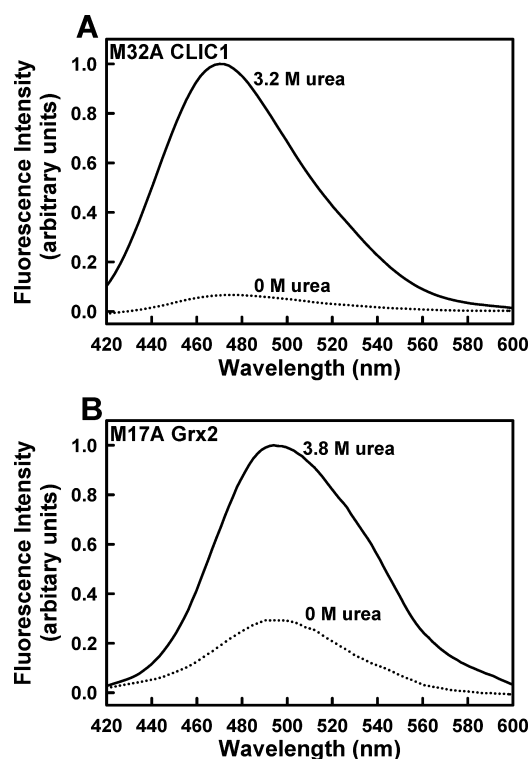 A
M32A CLIC1
3.2 M urea
0 M urea
Fluorescence Intensity
(arbitrary units)
1.0
0.8
0.6
0.4
0.2
0.0
420 440 460 480 500 520 540 560 580 600
Wavelength (nm)
B
M17A Grx2
3.8 M urea
0 M urea
Fluorescence Intensity
(arbitary units)
1.0
0.8
0.6
0.4
0.2
0.0
420 440 460 480 500 520 540 560 580 600
Wavelength (nm)